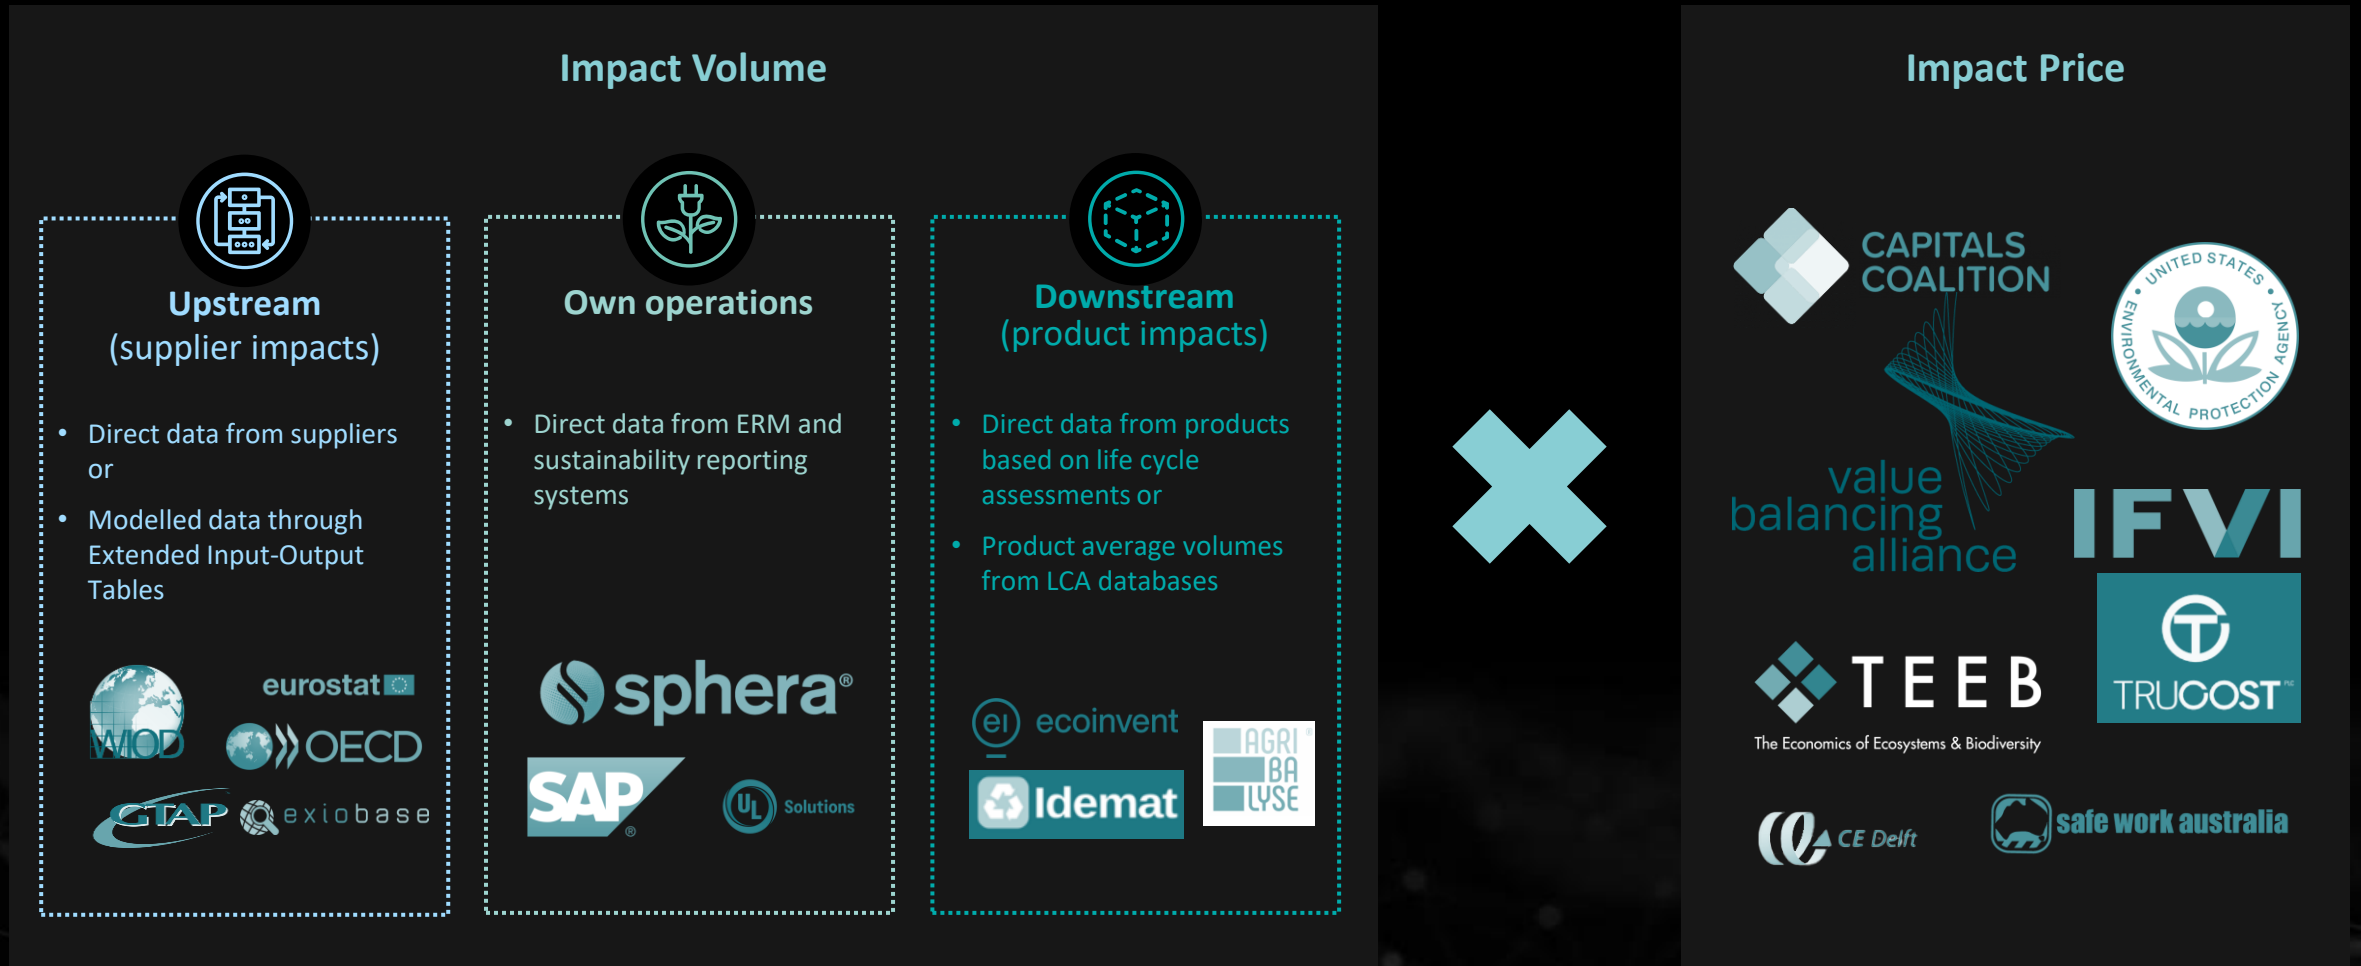 Impact Volume
Upstream
(supplier impacts)
• Direct data from suppliers
or
• Modelled data through
Extended Input-Output
Tables
WIOD
eurostat
OECD
GTAP
exiobase
Own operations
• Direct data from ERM and
sustainability reporting
systems
sphera®
SAP
®
UL Solutions
Downstream
(product impacts)
• Direct data from products
based on life cycle
assessments or
• Product average volumes
from LCA databases
ei ecoinvent
Idemat
AGRI ®
BA
LYSE
Impact Price
CAPITALS
COALITION
UNITED STATES
ENVIRONMENTAL PROTECTION AGENCY
value
balancing
alliance
IFVI
TEEB
The Economics of Ecosystems & Biodiversity
TRUCOST PLC
CE Delft
safe work australia